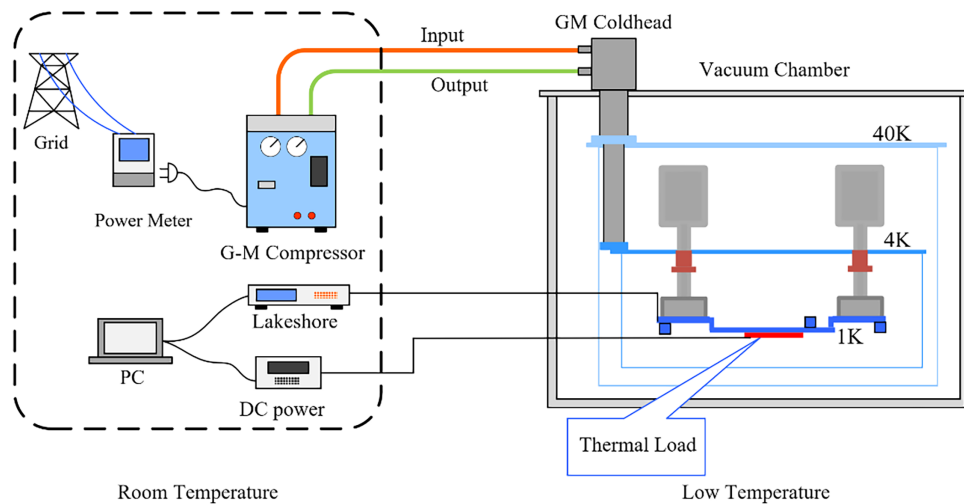 Input
GM Coldhead
Output
Vacuum Chamber
Grid
40K
Power Meter
G-M Compressor
4K
Lakeshore
1K
PC
DC power
Thermal Load
Room Temperature
Low Temperature